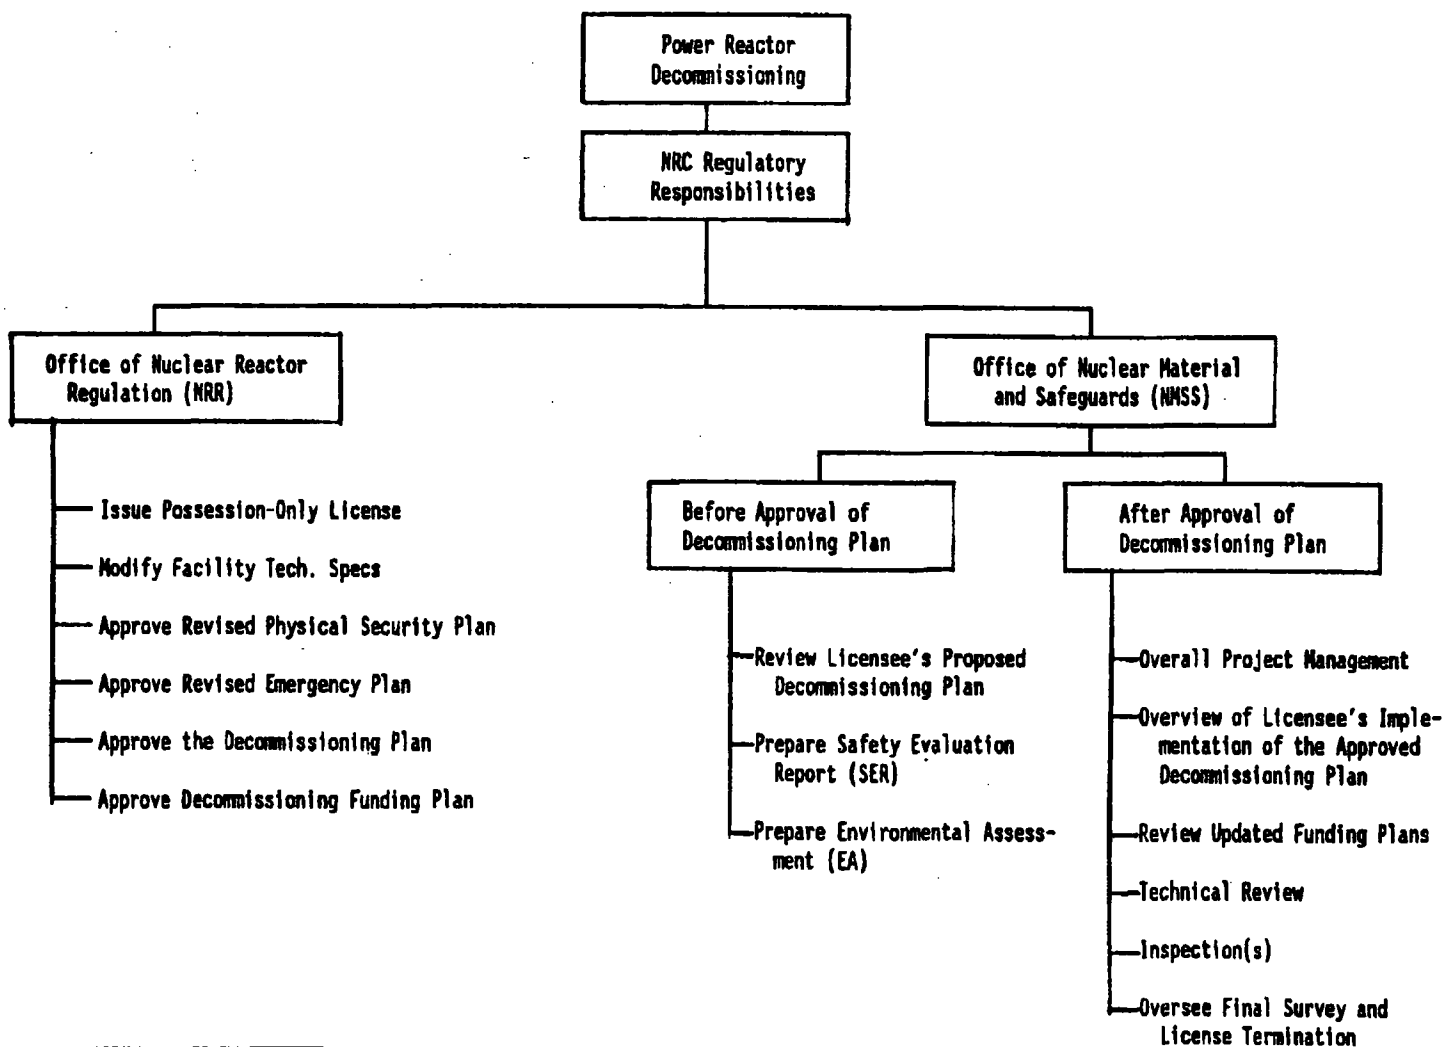 Power Reactor
Decommissioning
NRC Regulatory
Responsibilities
Office of Nuclear Reactor
Regulation (NRR)
Issue Possession-Only License
Modify Facility Tech. Specs
Approve Revised Physical Security Plan
Approve Revised Emergency Plan
Approve the Decommissioning Plan
Approve Decommissioning Funding Plan
Office of Nuclear Material
and Safeguards (NMSS)
Before Approval of
Decommissioning Plan
Review Licensee's Proposed
Decommissioning Plan
Prepare Safety Evaluation
Report (SER)
Prepare Environmental Assess-
ment (EA)
After Approval of
Decommissioning Plan
Overall Project Management
Overview of Licensee's Imple-
mentation of the Approved
Decommissioning Plan
Review Updated Funding Plans
Technical Review
Inspection(s)
Oversee Final Survey and
License Termination